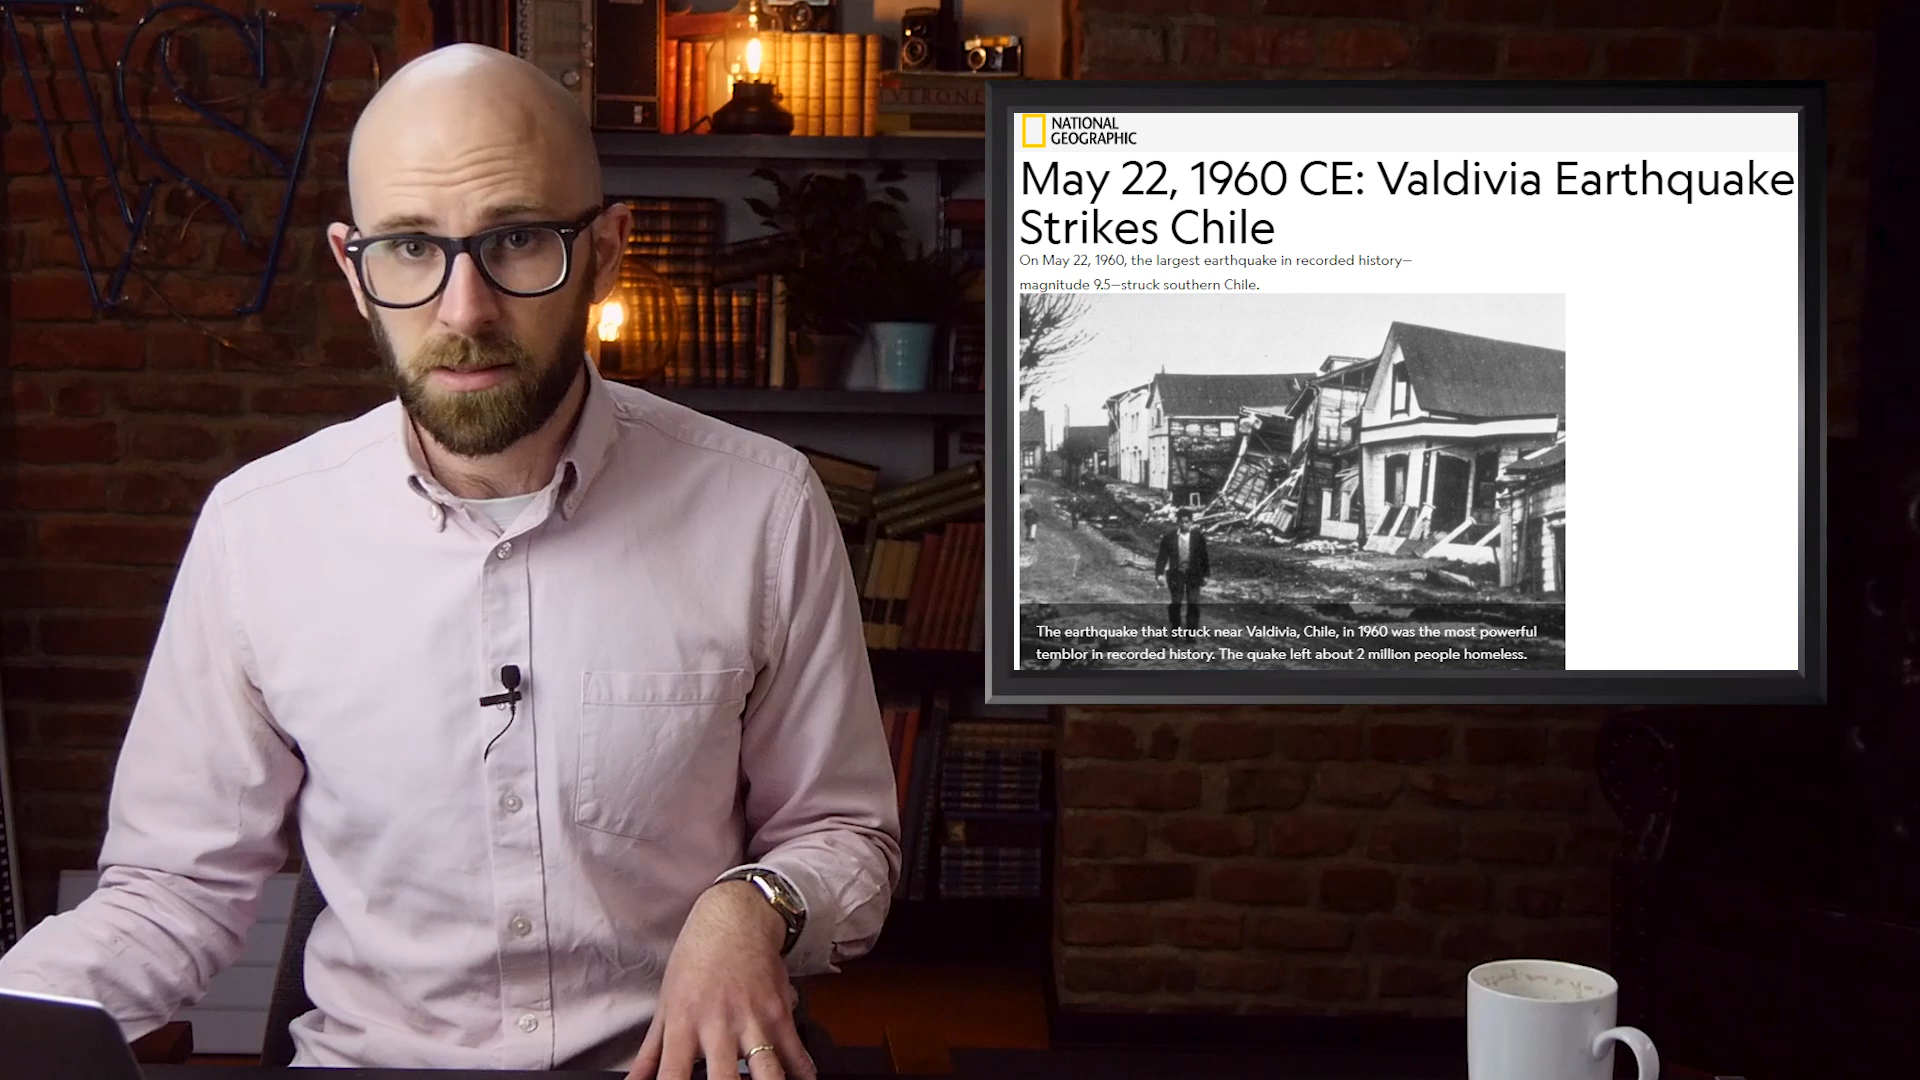 NATIONAL
GEOGRAPHIC
May 22, 1960 CE: Valdivia Earthquake
Strikes Chile
On May 22, 1960, the largest earthquake in recorded history—
magnitude 9.5—struck southern Chile.
The earthquake that struck near Valdivia, Chile, in 1960 was the most powerful
temblor in recorded history. The quake left about 2 million people homeless.